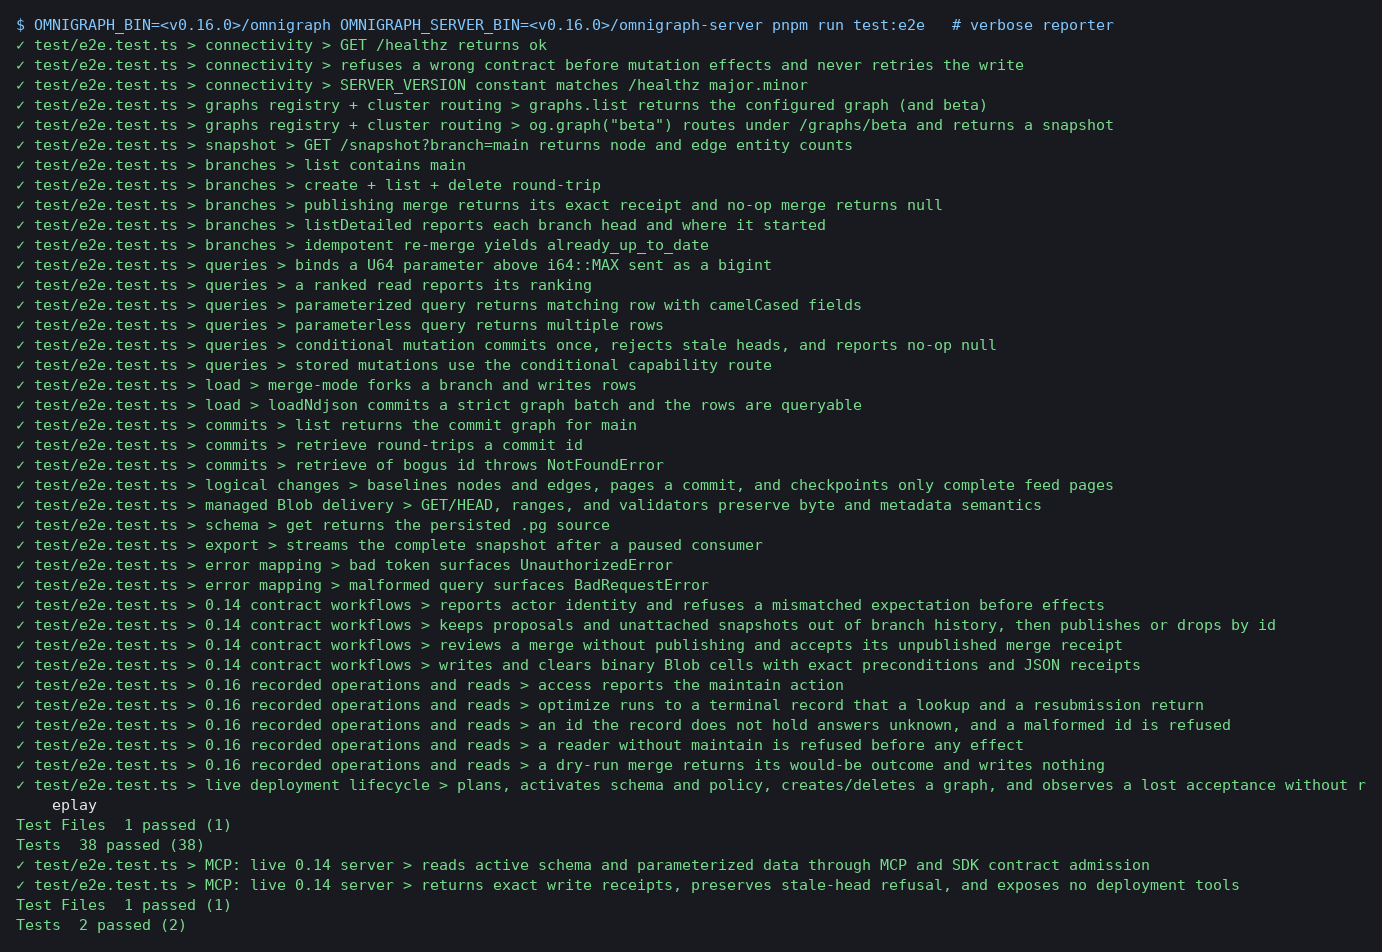 $ OMNIGRAPH_BIN=<v0.16.0>/omnigraph OMNIGRAPH_SERVER_BIN=<v0.16.0>/omnigraph-server pnpm run test:e2e   # verbose reporter
✓ test/e2e.test.ts > connectivity > GET /healthz returns ok
✓ test/e2e.test.ts > connectivity > refuses a wrong contract before mutation effects and never retries the write
✓ test/e2e.test.ts > connectivity > SERVER_VERSION constant matches /healthz major.minor
✓ test/e2e.test.ts > graphs registry + cluster routing > graphs.list returns the configured graph (and beta)
✓ test/e2e.test.ts > graphs registry + cluster routing > og.graph("beta") routes under /graphs/beta and returns a snapshot
✓ test/e2e.test.ts > snapshot > GET /snapshot?branch=main returns node and edge entity counts
✓ test/e2e.test.ts > branches > list contains main
✓ test/e2e.test.ts > branches > create + list + delete round-trip
✓ test/e2e.test.ts > branches > publishing merge returns its exact receipt and no-op merge returns null
✓ test/e2e.test.ts > branches > listDetailed reports each branch head and where it started
✓ test/e2e.test.ts > branches > idempotent re-merge yields already_up_to_date
✓ test/e2e.test.ts > queries > binds a U64 parameter above i64::MAX sent as a bigint
✓ test/e2e.test.ts > queries > a ranked read reports its ranking
✓ test/e2e.test.ts > queries > parameterized query returns matching row with camelCased fields
✓ test/e2e.test.ts > queries > parameterless query returns multiple rows
✓ test/e2e.test.ts > queries > conditional mutation commits once, rejects stale heads, and reports no-op null
✓ test/e2e.test.ts > queries > stored mutations use the conditional capability route
✓ test/e2e.test.ts > load > merge-mode forks a branch and writes rows
✓ test/e2e.test.ts > load > loadNdjson commits a strict graph batch and the rows are queryable
✓ test/e2e.test.ts > commits > list returns the commit graph for main
✓ test/e2e.test.ts > commits > retrieve round-trips a commit id
✓ test/e2e.test.ts > commits > retrieve of bogus id throws NotFoundError
✓ test/e2e.test.ts > logical changes > baselines nodes and edges, pages a commit, and checkpoints only complete feed pages
✓ test/e2e.test.ts > managed Blob delivery > GET/HEAD, ranges, and validators preserve byte and metadata semantics
✓ test/e2e.test.ts > schema > get returns the persisted .pg source
✓ test/e2e.test.ts > export > streams the complete snapshot after a paused consumer
✓ test/e2e.test.ts > error mapping > bad token surfaces UnauthorizedError
✓ test/e2e.test.ts > error mapping > malformed query surfaces BadRequestError
✓ test/e2e.test.ts > 0.14 contract workflows > reports actor identity and refuses a mismatched expectation before effects
✓ test/e2e.test.ts > 0.14 contract workflows > keeps proposals and unattached snapshots out of branch history, then publishes or drops by id
✓ test/e2e.test.ts > 0.14 contract workflows > reviews a merge without publishing and accepts its unpublished merge receipt
✓ test/e2e.test.ts > 0.14 contract workflows > writes and clears binary Blob cells with exact preconditions and JSON receipts
✓ test/e2e.test.ts > 0.16 recorded operations and reads > access reports the maintain action
✓ test/e2e.test.ts > 0.16 recorded operations and reads > optimize runs to a terminal record that a lookup and a resubmission return
✓ test/e2e.test.ts > 0.16 recorded operations and reads > an id the record does not hold answers unknown, and a malformed id is refused
✓ test/e2e.test.ts > 0.16 recorded operations and reads > a reader without maintain is refused before any effect
✓ test/e2e.test.ts > 0.16 recorded operations and reads > a dry-run merge returns its would-be outcome and writes nothing
✓ test/e2e.test.ts > live deployment lifecycle > plans, activates schema and policy, creates/deletes a graph, and observes a lost acceptance without r
eplay
Test Files  1 passed (1)
Tests  38 passed (38)
✓ test/e2e.test.ts > MCP: live 0.14 server > reads active schema and parameterized data through MCP and SDK contract admission
✓ test/e2e.test.ts > MCP: live 0.14 server > returns exact write receipts, preserves stale-head refusal, and exposes no deployment tools
Test Files  1 passed (1)
Tests  2 passed (2)